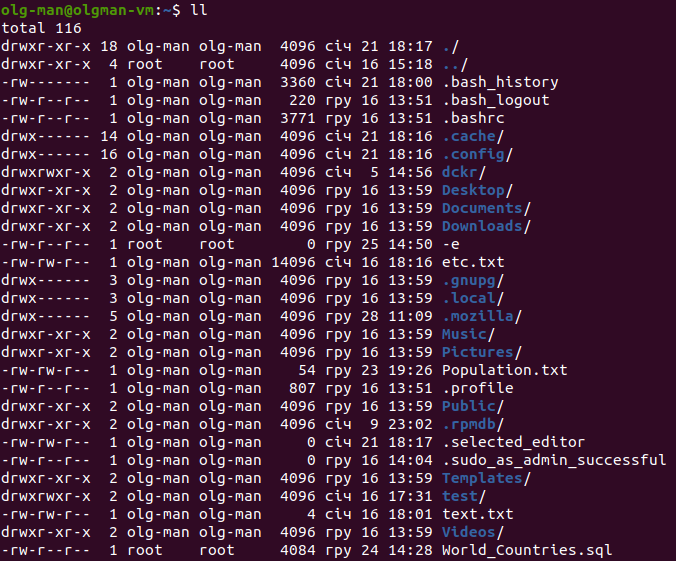 olg-man@olgman-vm:~$ ll
total 116
drwxr-xr-x 18 olg-man olg-man  4096 січ 21 18:17 ./
drwxr-xr-x  4 root    root     4096 січ 16 15:18 ../
-rw-------  1 olg-man olg-man  3360 січ 21 18:00 .bash_history
-rw-r--r--  1 olg-man olg-man   220 гру 16 13:51 .bash_logout
-rw-r--r--  1 olg-man olg-man  3771 гру 16 13:51 .bashrc
drwx------ 14 olg-man olg-man  4096 січ 21 18:16 .cache/
drwx------ 16 olg-man olg-man  4096 січ 21 18:16 .config/
drwxrwxr-x  2 olg-man olg-man  4096 січ  5 14:56 dckr/
drwxr-xr-x  2 olg-man olg-man  4096 гру 16 13:59 Desktop/
drwxr-xr-x  2 olg-man olg-man  4096 гру 16 13:59 Documents/
drwxr-xr-x  2 olg-man olg-man  4096 гру 16 13:59 Downloads/
-rw-r--r--  1 root    root        0 гру 25 14:50 -e
-rw-rw-r--  1 olg-man olg-man 14096 січ 16 18:16 etc.txt
drwx------  3 olg-man olg-man  4096 гру 16 13:59 .gnupg/
drwx------  3 olg-man olg-man  4096 гру 16 13:59 .local/
drwx------  5 olg-man olg-man  4096 гру 28 11:09 .mozilla/
drwxr-xr-x  2 olg-man olg-man  4096 гру 16 13:59 Music/
drwxr-xr-x  2 olg-man olg-man  4096 гру 16 13:59 Pictures/
-rw-rw-r--  1 olg-man olg-man    54 гру 23 19:26 Population.txt
-rw-r--r--  1 olg-man olg-man   807 гру 16 13:51 .profile
drwxr-xr-x  2 olg-man olg-man  4096 гру 16 13:59 Public/
drwxr-xr-x  2 olg-man olg-man  4096 січ  9 23:02 .rpmdb/
-rw-rw-r--  1 olg-man olg-man     0 січ 21 18:17 .selected_editor
-rw-r--r--  1 olg-man olg-man     0 гру 16 14:04 .sudo_as_admin_successful
drwxr-xr-x  2 olg-man olg-man  4096 гру 16 13:59 Templates/
drwxrwxr-x  2 olg-man olg-man  4096 січ 16 17:31 test/
-rw-rw-r--  1 olg-man olg-man     4 січ 16 18:01 text.txt
drwxr-xr-x  2 olg-man olg-man  4096 гру 16 13:59 Videos/
-rw-r--r--  1 root    root     4084 гру 24 14:28 World_Countries.sql